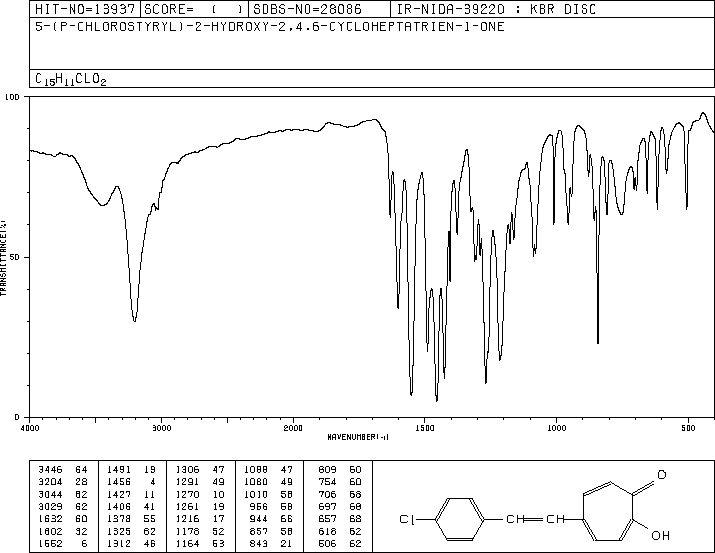 HIT-NO=13937 SCORE= ( ) SDBS-NO=28086 IR-NIDA-39220 : KBR DISC
5-(P-CHLOROSTYRYL)-2-HYDROXY-2,4,6-CYCLOHEPTATRIEN-1-ONE
C15H11CLO2
100
50
0
TRANSMITTANCE(%)
4000 3000 2000 1500 1000 500
WAVENUMBER(-1)
3446 64 1491 19 1306 47 1088 47 809 60
3204 28 1456 4 1291 49 1080 49 754 60
3044 62 1427 11 1270 10 1010 58 706 68
3029 62 1406 41 1261 19 956 58 697 68
1632 60 1378 55 1216 17 944 66 657 68
1602 32 1325 62 1178 52 857 58 618 62
1552 6 1312 46 1164 53 843 21 506 62
O
Cl CH CH
OH